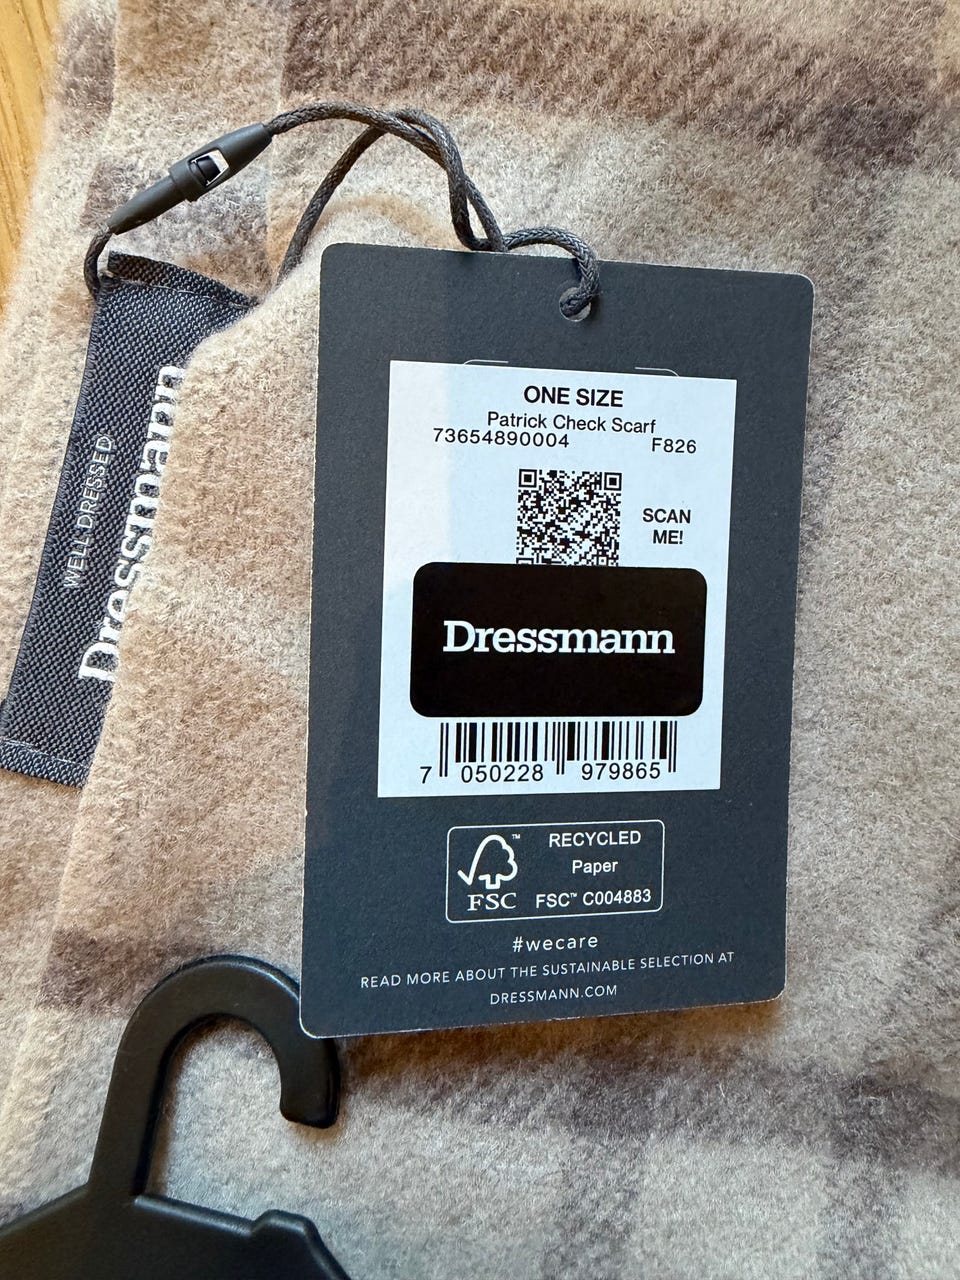 ONE SIZE
Patrick Check Scarf
73654890004 F826
SCAN
ME!
Dressmann
7 050228 979865
FSC™
RECYCLED
Paper
FSC™ C004883
#wecare
READ MORE ABOUT THE SUSTAINABLE SELECTION AT
DRESSMANN.COM
WELL DRESSED.
Dressmann